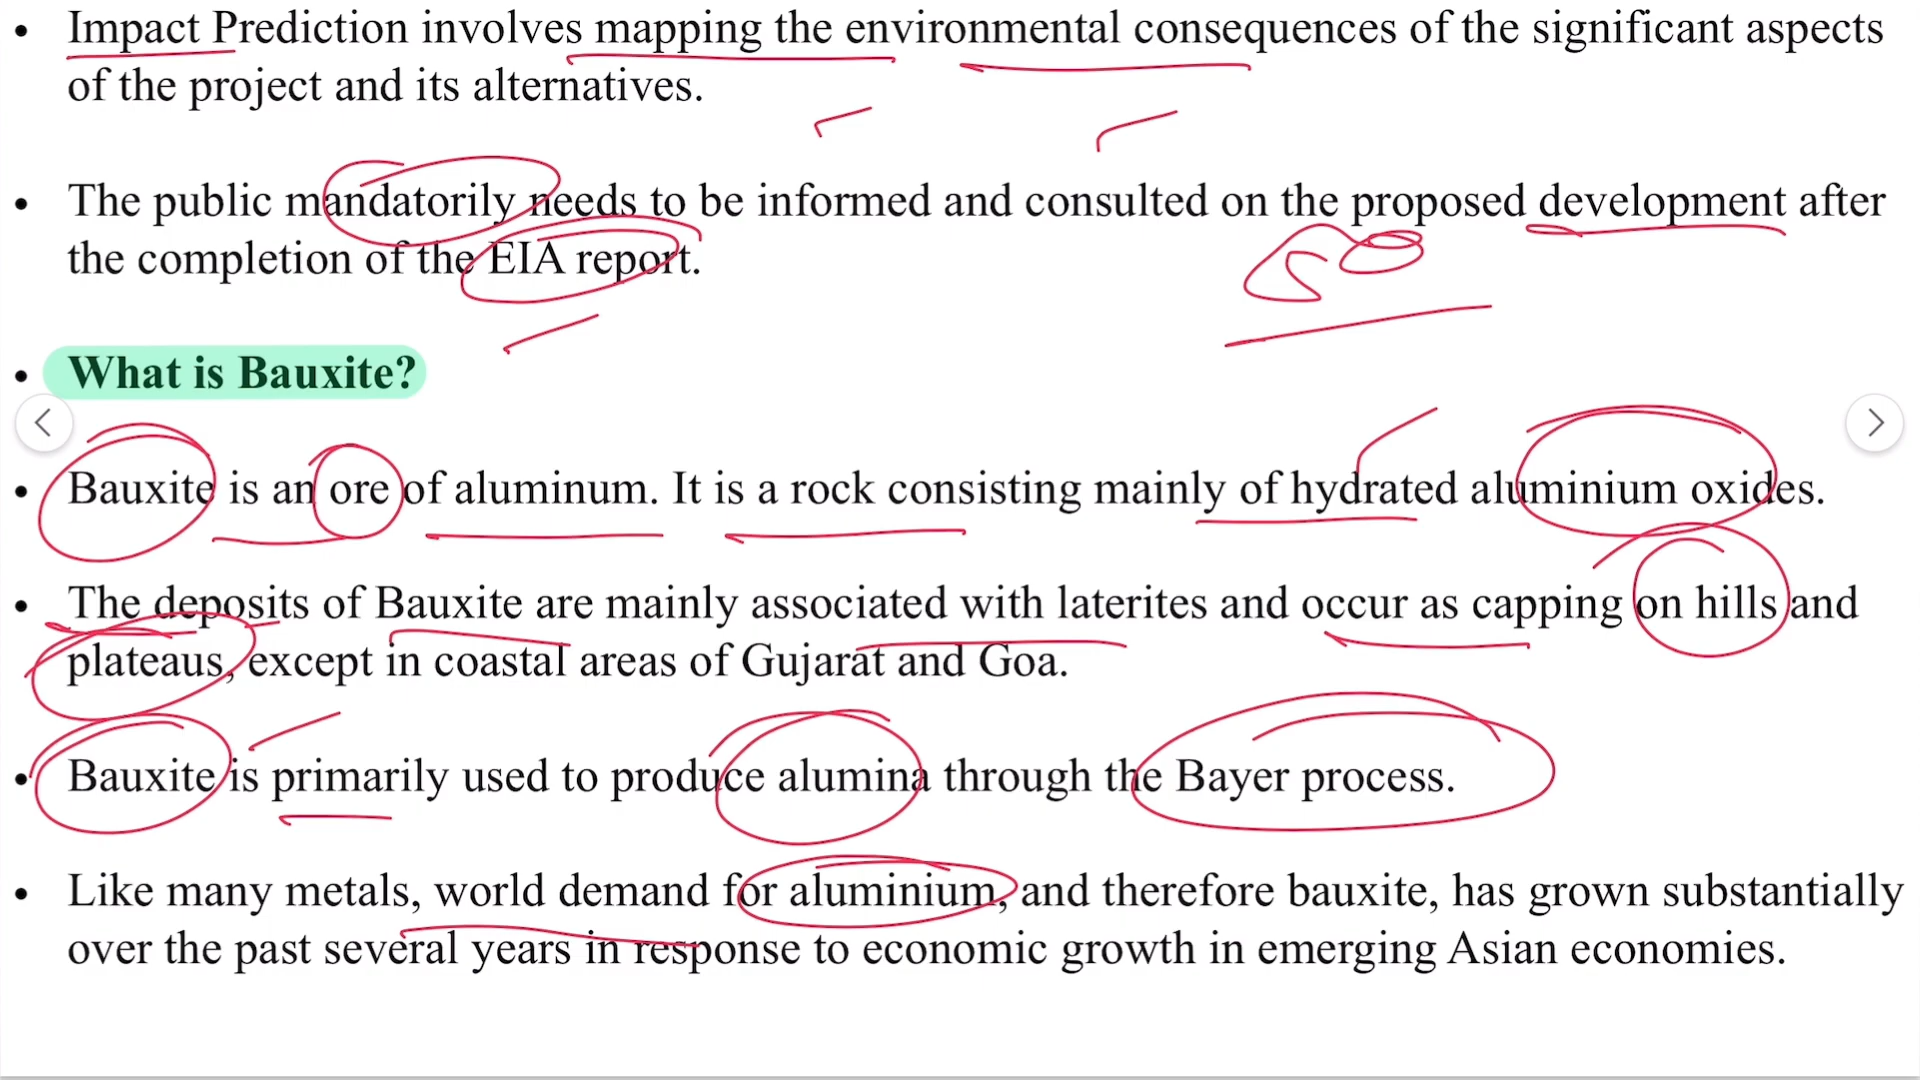 • Impact Prediction involves mapping the environmental consequences of the significant aspects
of the project and its alternatives.
• The public mandatorily needs to be informed and consulted on the proposed development after
the completion of the EIA report.
• What is Bauxite?
• Bauxite is an ore of aluminum. It is a rock consisting mainly of hydrated aluminium oxides.
• The deposits of Bauxite are mainly associated with laterites and occur as capping on hills and
plateaus, except in coastal areas of Gujarat and Goa.
• Bauxite is primarily used to produce alumina through the Bayer process.
• Like many metals, world demand for aluminium, and therefore bauxite, has grown substantially
over the past several years in response to economic growth in emerging Asian economies.